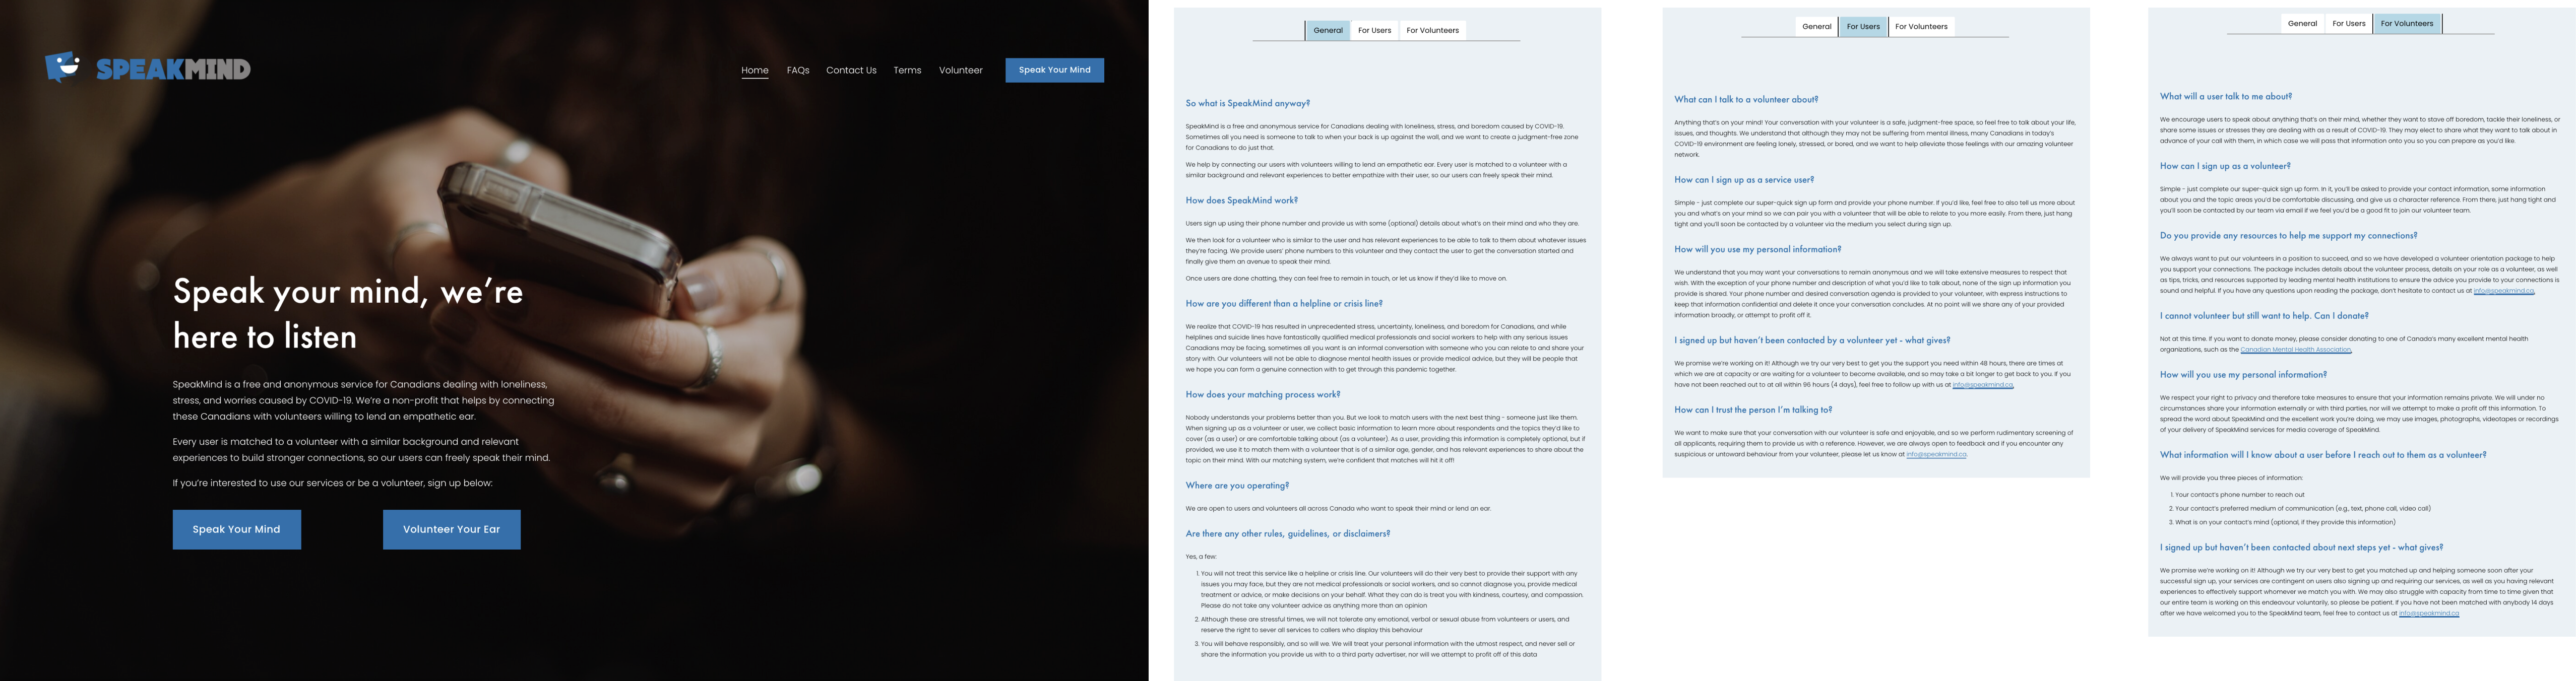 SPEAKMIND
Home
FAQs
Contact Us
Terms
Volunteer
Speak Your Mind
Speak your mind, we're
here to listen
SpeakMind is a free and anonymous service for Canadians dealing with loneliness,
stress, and worries caused by COVID-19. We're a non-profit that helps by connecting
these Canadians with volunteers willing to lend an empathetic ear.
Every user is matched to a volunteer with a similar background and relevant
experiences to build stronger connections, so our users can freely speak their mind.
If you're interested to use our services or be a volunteer, sign up below:
Speak Your Mind
Volunteer Your Ear
General
For Users
For Volunteers
So what is SpeakMind anyway?
SpeakMind is a free and anonymous service for Canadians dealing with loneliness, stress, and boredom caused by COVID-19.
Sometimes all you need is someone to talk to when your back is up against the wall, and we want to create a judgment-free zone
for Canadians to do just that.
We help by connecting our users with volunteers willing to lend an empathetic ear. Every user is matched to a volunteer with a
similar background and relevant experiences to better empathize with their user, so our users can freely speak their mind.
How does SpeakMind work?
Users sign up using their phone number and provide us with some (optional) details about what's on their mind and who they are.
We then look for a volunteer who is similar to the user and has relevant experiences to be able to talk to them about whatever issues
they're facing. We provide users' phone numbers to this volunteer and they contact the user to get the conversation started and
finally give them an avenue to speak their mind.
Once users are done chatting, they can feel free to remain in touch, or let us know if they'd like to move on.
How are you different than a helpline or crisis line?
We realize that COVID-19 has resulted in unprecedented stress, uncertainty, loneliness, and boredom for Canadians, and while
helplines and suicide lines have fantastically qualified medical professionals and social workers to help with any serious issues
Canadians may be facing, sometimes all you want is an informal conversation with someone who you can relate to and share your
story with. Our volunteers will not be able to diagnose mental health issues or provide medical advice, but they will be people that
we hope you can form a genuine connection with to get through this pandemic together.
How does your matching process work?
Nobody understands your problems better than you. But we look to match users with the next best thing - someone just like them.
When signing up as a volunteer or user, we collect basic information to learn more about respondents and the topics they'd like to
cover (as a user) or are comfortable talking about (as a volunteer). As a user, providing this information is completely optional, but if
provided, we use it to match them with a volunteer that is of a similar age, gender, and has relevant experiences to share about the
topic on their mind. With our matching system, we're confident that matches will hit it off!
Where are you operating?
We are open to users and volunteers all across Canada who want to speak their mind or lend an ear.
Are there any other rules, guidelines, or disclaimers?
Yes, a few:
1. You will not treat this service like a helpline or crisis line. Our volunteers will do their very best to provide their support with any
issues you may face, but they are not medical professionals or social workers, and so cannot diagnose you, provide medical
treatment or advice, or make decisions on your behalf. What they can do is treat you with kindness, courtesy, and compassion.
Please do not take any volunteer advice as anything more than an opinion
2. Although these are stressful times, we will not tolerate any emotional, verbal or sexual abuse from volunteers or users, and
reserve the right to sever all services to callers who display this behaviour
3. You will behave responsibly, and so will we. We will treat your personal information with the utmost respect, and never sell or
share the information you provide us with to a third party advertiser, nor will we attempt to profit off of this data
General
For Users
For Volunteers
What can I talk to a volunteer about?
Anything that's on your mind! Your conversation with your volunteer is a safe, judgment-free space, so feel free to talk about your life,
issues, and thoughts. We understand that although they may not be suffering from mental illness, many Canadians in today's
COVID-19 environment are feeling lonely, stressed, or bored, and we want to help alleviate those feelings with our amazing volunteer
network.
How can I sign up as a service user?
Simple - just complete our super-quick sign up form and provide your phone number. If you'd like, feel free to also tell us more about
you and what's on your mind so we can pair you with a volunteer that will be able to relate to you more easily. From there, just hang
tight and you'll soon be contacted by a volunteer via the medium you select during sign up.
How will you use my personal information?
We understand that you may want your conversations to remain anonymous and we will take extensive measures to respect that
wish. With the exception of your phone number and description of what you'd like to talk about, none of the sign up information you
provide is shared. Your phone number and desired conversation agenda is provided to your volunteer, with express instructions to
keep that information confidential and delete it once your conversation concludes. At no point will we share any of your provided
information broadly, or attempt to profit off it.
I signed up but haven't been contacted by a volunteer yet - what gives?
We promise we're working on it! Although we try our very best to get you the support you need within 48 hours, there are times at
which we are at capacity or are waiting for a volunteer to become available, and so may take a bit longer to get back to you. If you
have not been reached out to at all within 96 hours (4 days), feel free to follow up with us at info@speakmind.ca.
How can I trust the person I'm talking to?
We want to make sure that your conversation with our volunteer is safe and enjoyable, and so we perform rudimentary screening of
all applicants, requiring them to provide us with a reference. However, we are always open to feedback and if you encounter any
suspicious or untoward behaviour from your volunteer, please let us know at info@speakmind.ca.
General
For Users
For Volunteers
What will a user talk to me about?
We encourage users to speak about anything that's on their mind, whether they want to stave off boredom, tackle their loneliness, or
share some issues or stresses they are dealing with as a result of COVID-19. They may elect to share what they want to talk about in
advance of your call with them, in which case we will pass that information onto you so you can prepare as you'd like.
How can I sign up as a volunteer?
Simple - just complete our super-quick sign up form. In it, you'll be asked to provide your contact information, some information
about you and the topic areas you'd be comfortable discussing, and give us a character reference. From there, just hang tight and
you'll soon be contacted by our team via email if we feel you'd be a good fit to join our volunteer team.
Do you provide any resources to help me support my connections?
We always want to put our volunteers in a position to succeed, and so we have developed a volunteer orientation package to help
you support your connections. The package includes details about the volunteer process, details on your role as a volunteer, as well
as tips, tricks, and resources supported by leading mental health institutions to ensure the advice you provide to your connections is
sound and helpful. If you have any questions upon reading the package, don't hesitate to contact us at info@speakmind.ca.
I cannot volunteer but still want to help. Can I donate?
Not at this time. If you want to donate money, please consider donating to one of Canada's many excellent mental health
organizations, such as the Canadian Mental Health Association.
How will you use my personal information?
We respect your right to privacy and therefore take measures to ensure that your information remains private. We will under no
circumstances share your information externally or with third parties, nor will we attempt to make a profit off this information. To
spread the word about SpeakMind and the excellent work you're doing, we may use images, photographs, videotapes or recordings
of your delivery of SpeakMind services for media coverage of SpeakMind.
What information will I know about a user before I reach out to them as a volunteer?
We will provide you three pieces of information:
1. Your contact's phone number to reach out
2. Your contact's preferred medium of communication (e.g., text, phone call, video call)
3. What is on your contact's mind (optional, if they provide this information)
I signed up but haven't been contacted about next steps yet - what gives?
We promise we're working on it! Although we try our very best to get you matched up and helping someone soon after your
successful sign up, your services are contingent on users also signing up and requiring our services, as well as you having relevant
experiences to effectively support whomever we match you with. We may also struggle with capacity from time to time given that
our entire team is working on this endeavour voluntarily, so please be patient. If you have not been matched with anybody 14 days
after we have welcomed you to the SpeakMind team, feel free to contact us at info@speakmind.ca